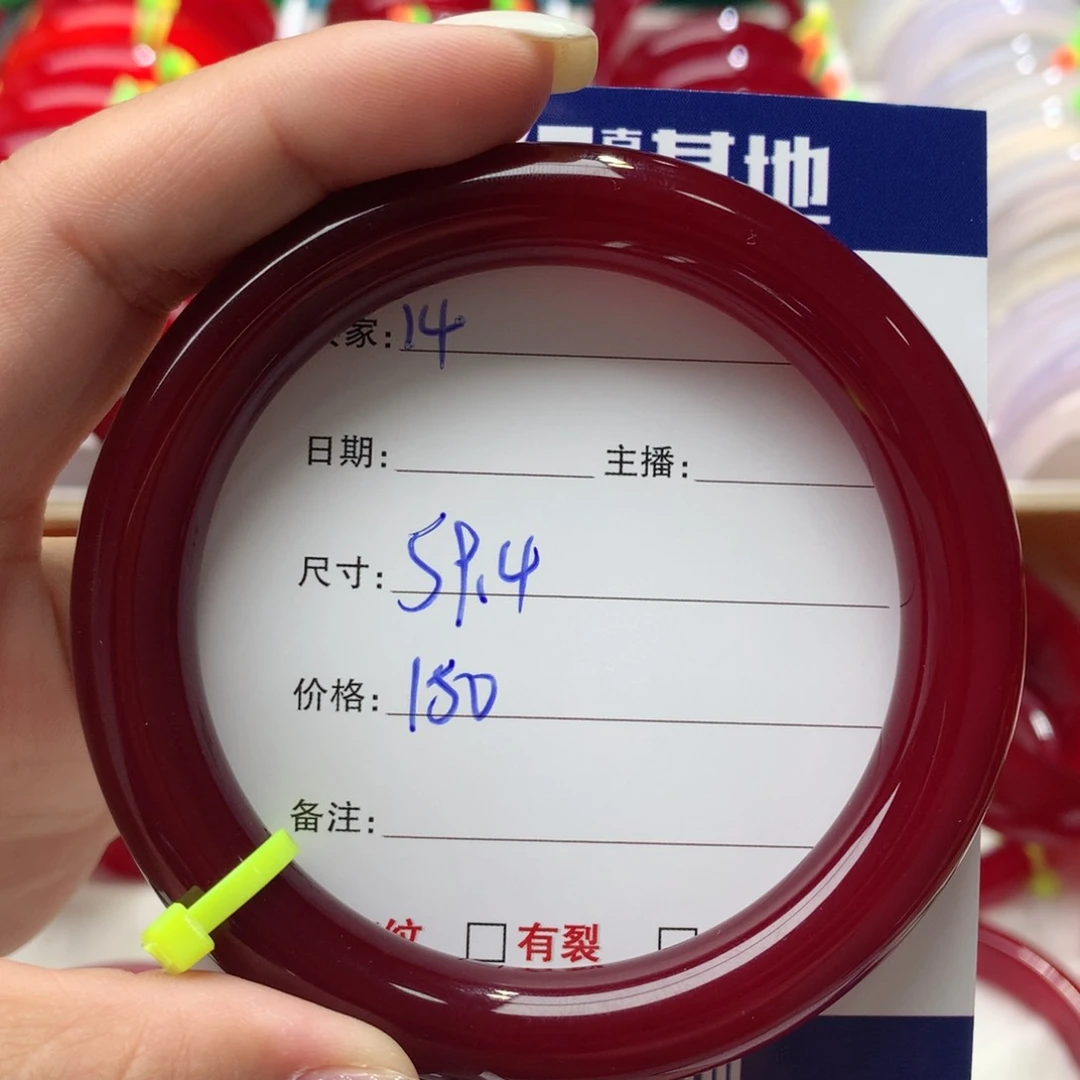 基地
家:14
日期: 主播:
尺寸:59.4
价格:150
备注:
纹 □有裂 □